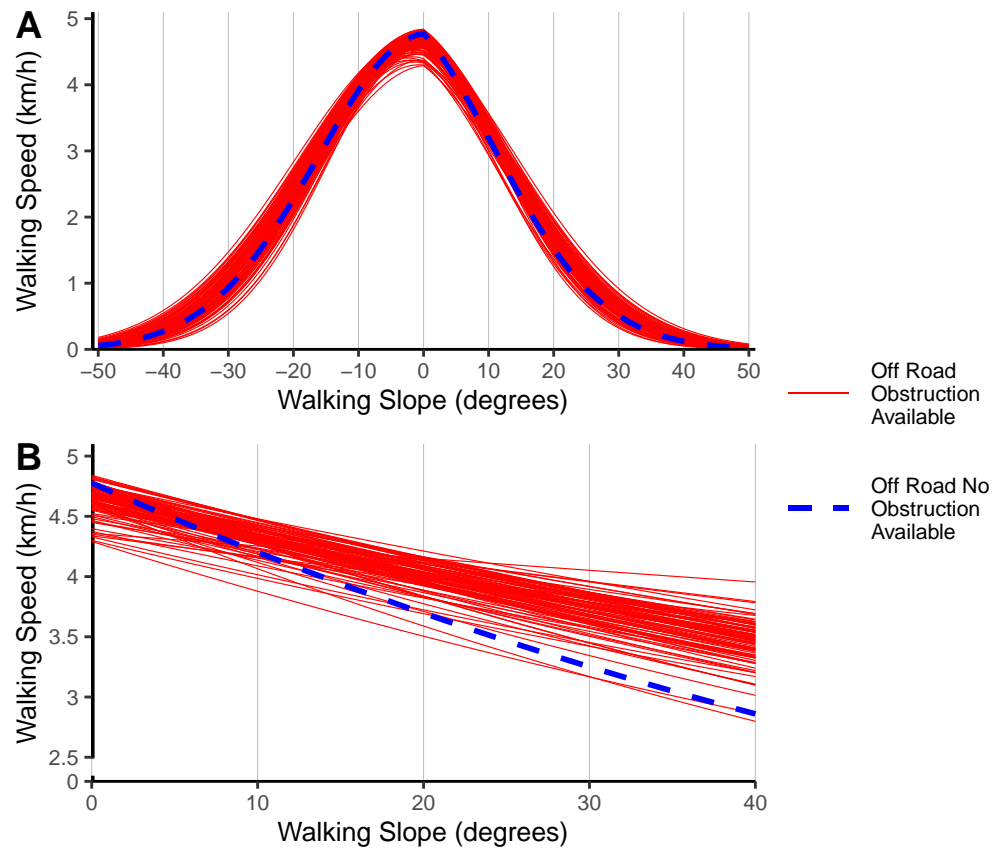 A
Walking Speed (km/h)
5
4
3
2
1
0
−50 −40 −30 −20 −10 0 10 20 30 40 50
Walking Slope (degrees)
Off Road
Obstruction
Available
Off Road No
Obstruction
Available
B
Walking Speed (km/h)
5
4.5
4
3.5
3
2.5
0
0 10 20 30 40
Walking Slope (degrees)